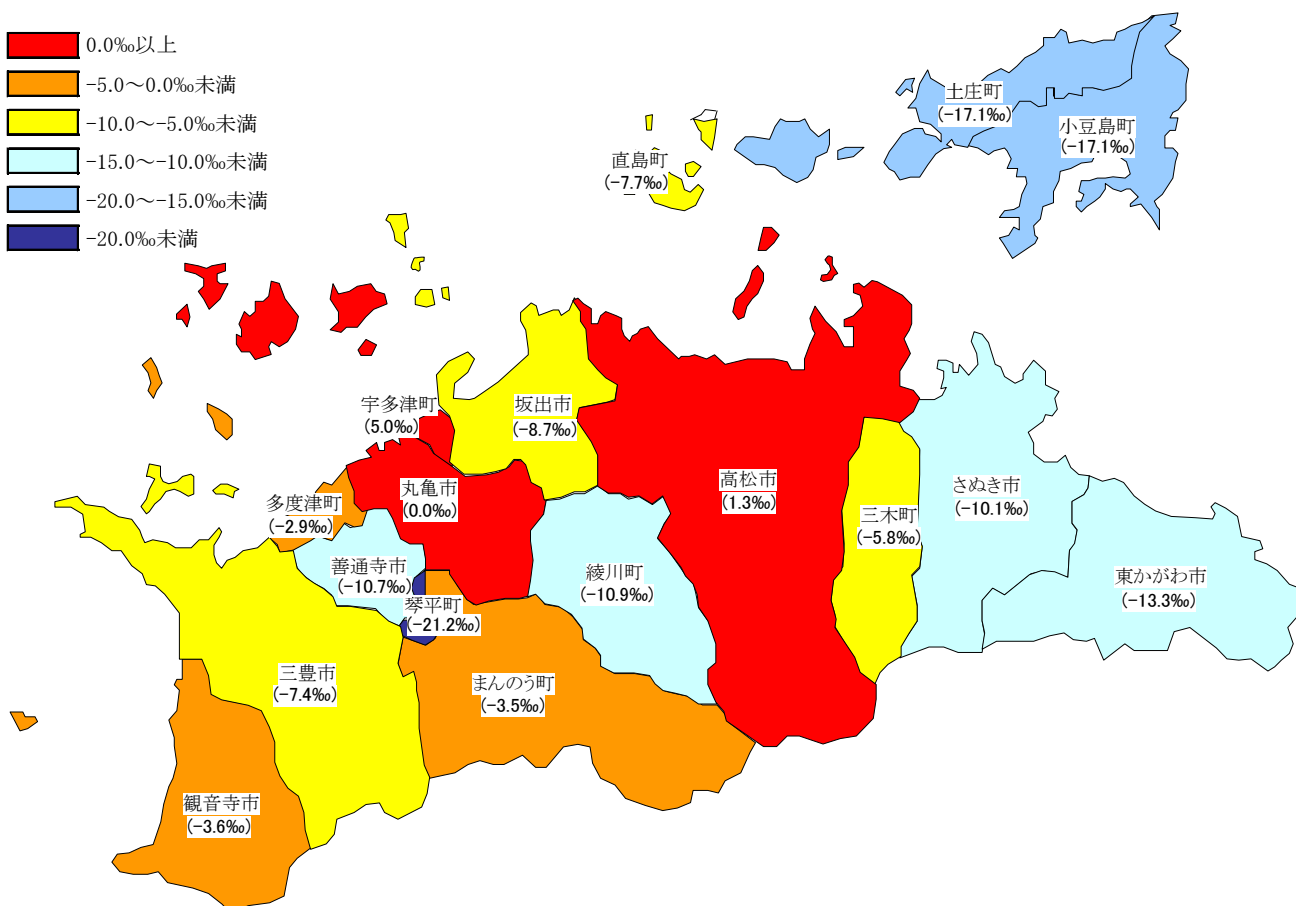 0.0‰以上
-5.0～0.0‰未満
-10.0～-5.0‰未満
-15.0～-10.0‰未満
-20.0～-15.0‰未満
-20.0‰未満
土庄町
(-17.1‰)
小豆島町
(-17.1‰)
直島町
(-7.7‰)
宇多津町
(5.0‰)
坂出市
(-8.7‰)
高松市
(1.3‰)
丸亀市
(0.0‰)
多度津町
(-2.9‰)
さぬき市
(-10.1‰)
三木町
(-5.8‰)
善通寺市
(-10.7‰)
綾川町
(-10.9‰)
東かがわ市
(-13.3‰)
琴平町
(-21.2‰)
三豊市
(-7.4‰)
まんのう町
(-3.5‰)
観音寺市
(-3.6‰)